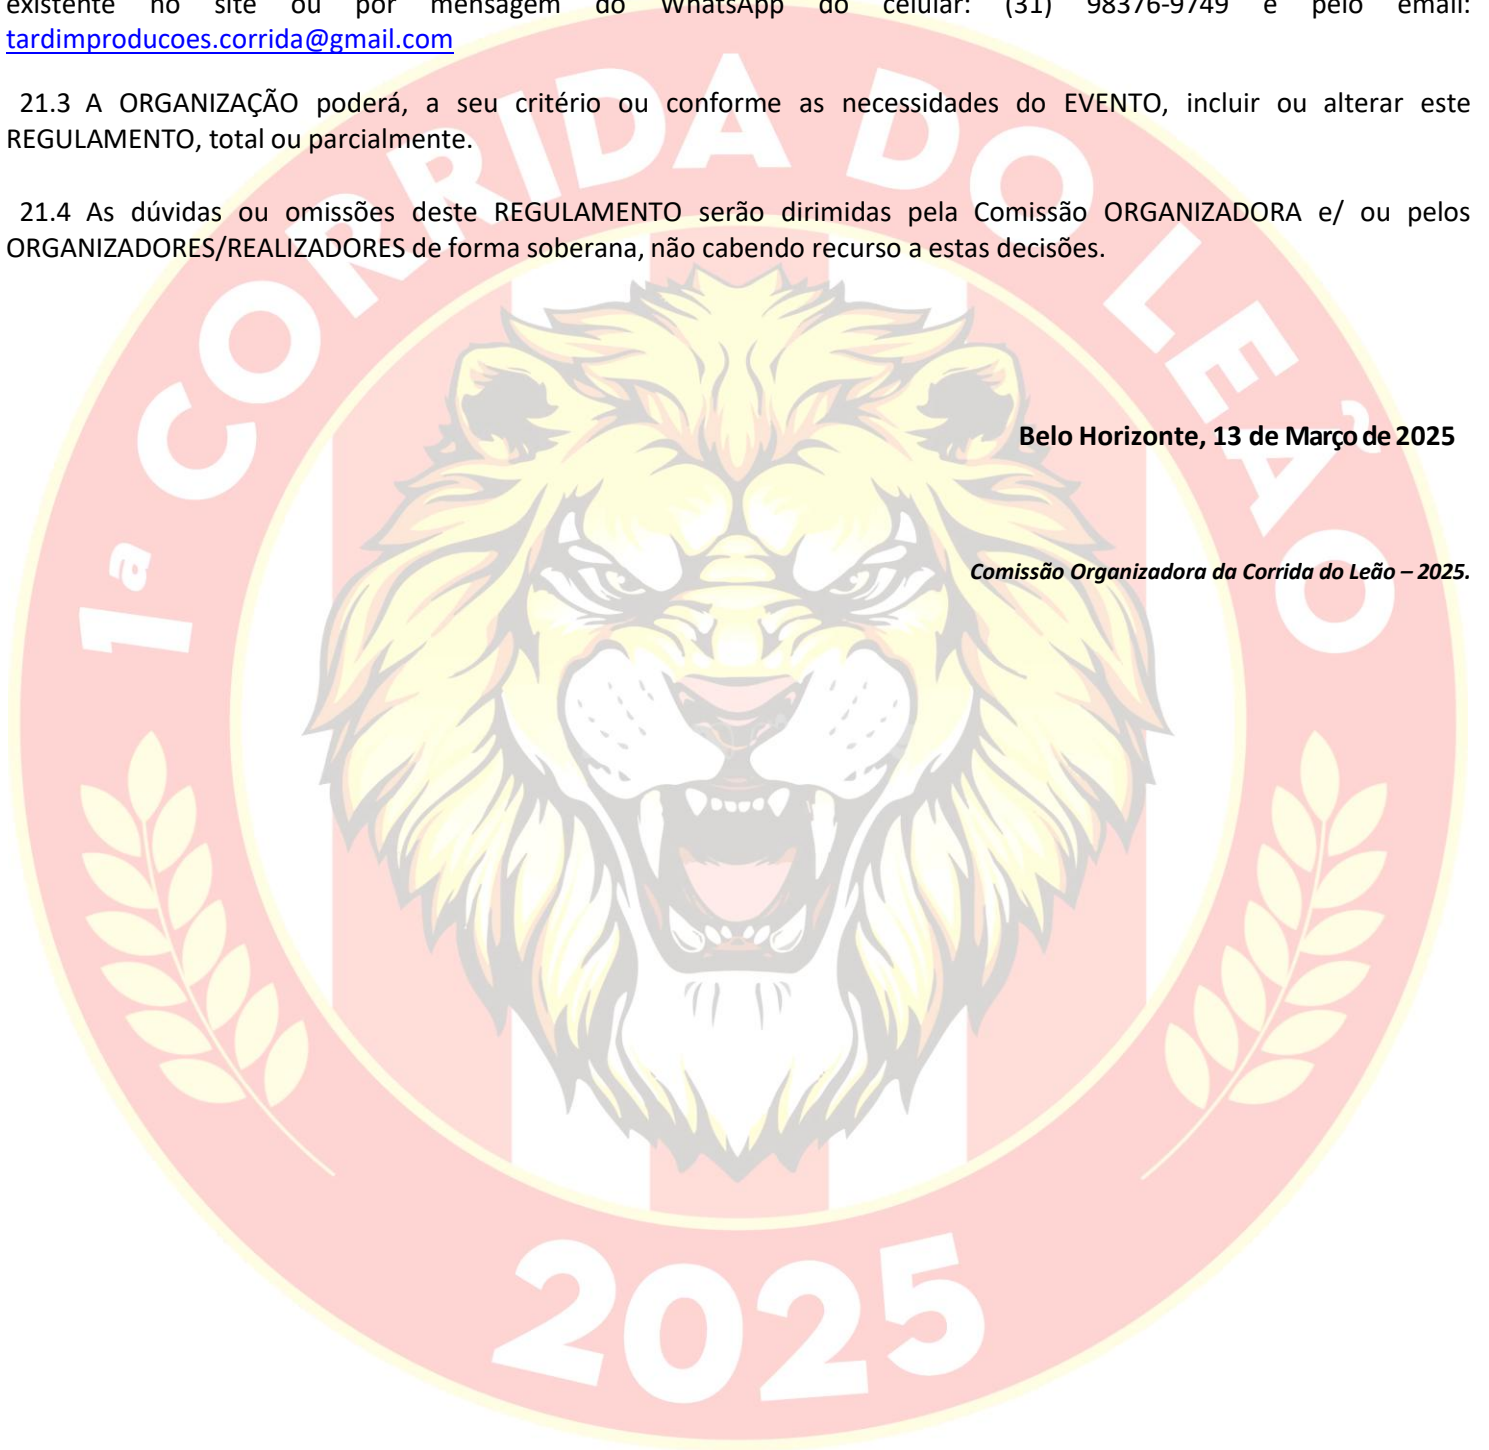 existente no site ou por mensagem do WhatsApp do celular: (31) 98376-9749 e pelo email:
tardimproducoes.corrida@gmail.com
21.3 A ORGANIZAÇÃO poderá, a seu critério ou conforme as necessidades do EVENTO, incluir ou alterar este
REGULAMENTO, total ou parcialmente.
21.4 As dúvidas ou omissões deste REGULAMENTO serão dirimidas pela Comissão ORGANIZADORA e/ ou pelos
ORGANIZADORES/REALIZADORES de forma soberana, não cabendo recurso a estas decisões.
Belo Horizonte, 13 de Março de 2025
Comissão Organizadora da Corrida do Leão – 2025.
1ª CORRIDA DO LEÃO
2025